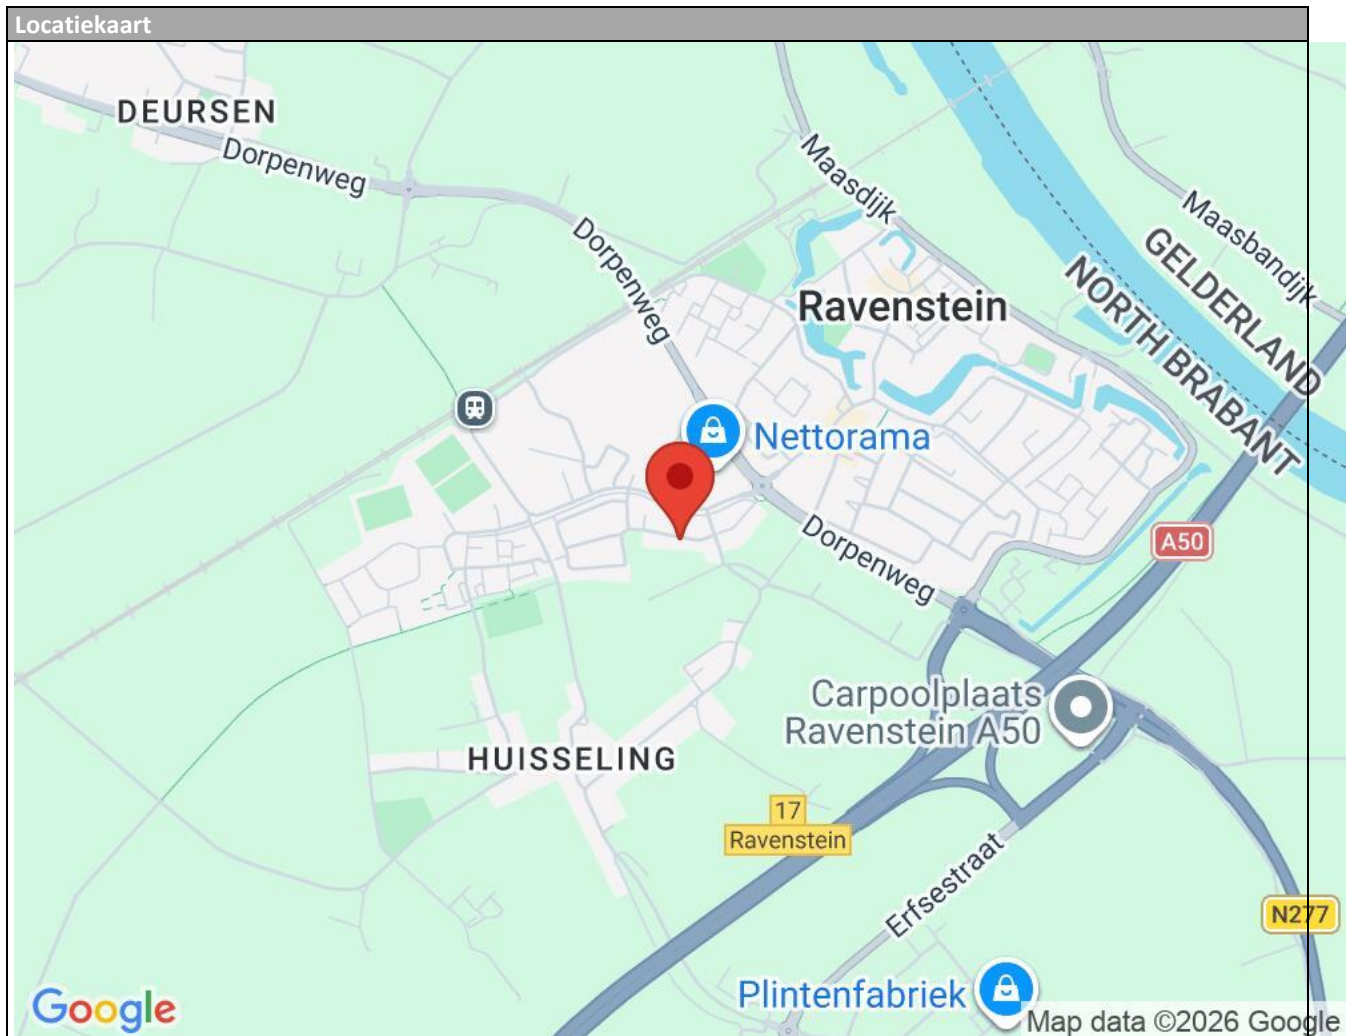 Locatiekaart
DEURSEN
Dorpenweg
Maasdijk
Maasbandijk
Dorpenweg
GELDERLAND
NORTH BRABANT
Ravenstein
Nettorama
A50
Dorpenweg
Carpoolplaats
Ravenstein A50
HUISSELING
17
Ravenstein
Erfsestraat
N277
Plintenfabriek
Google
Map data ©2026 Google